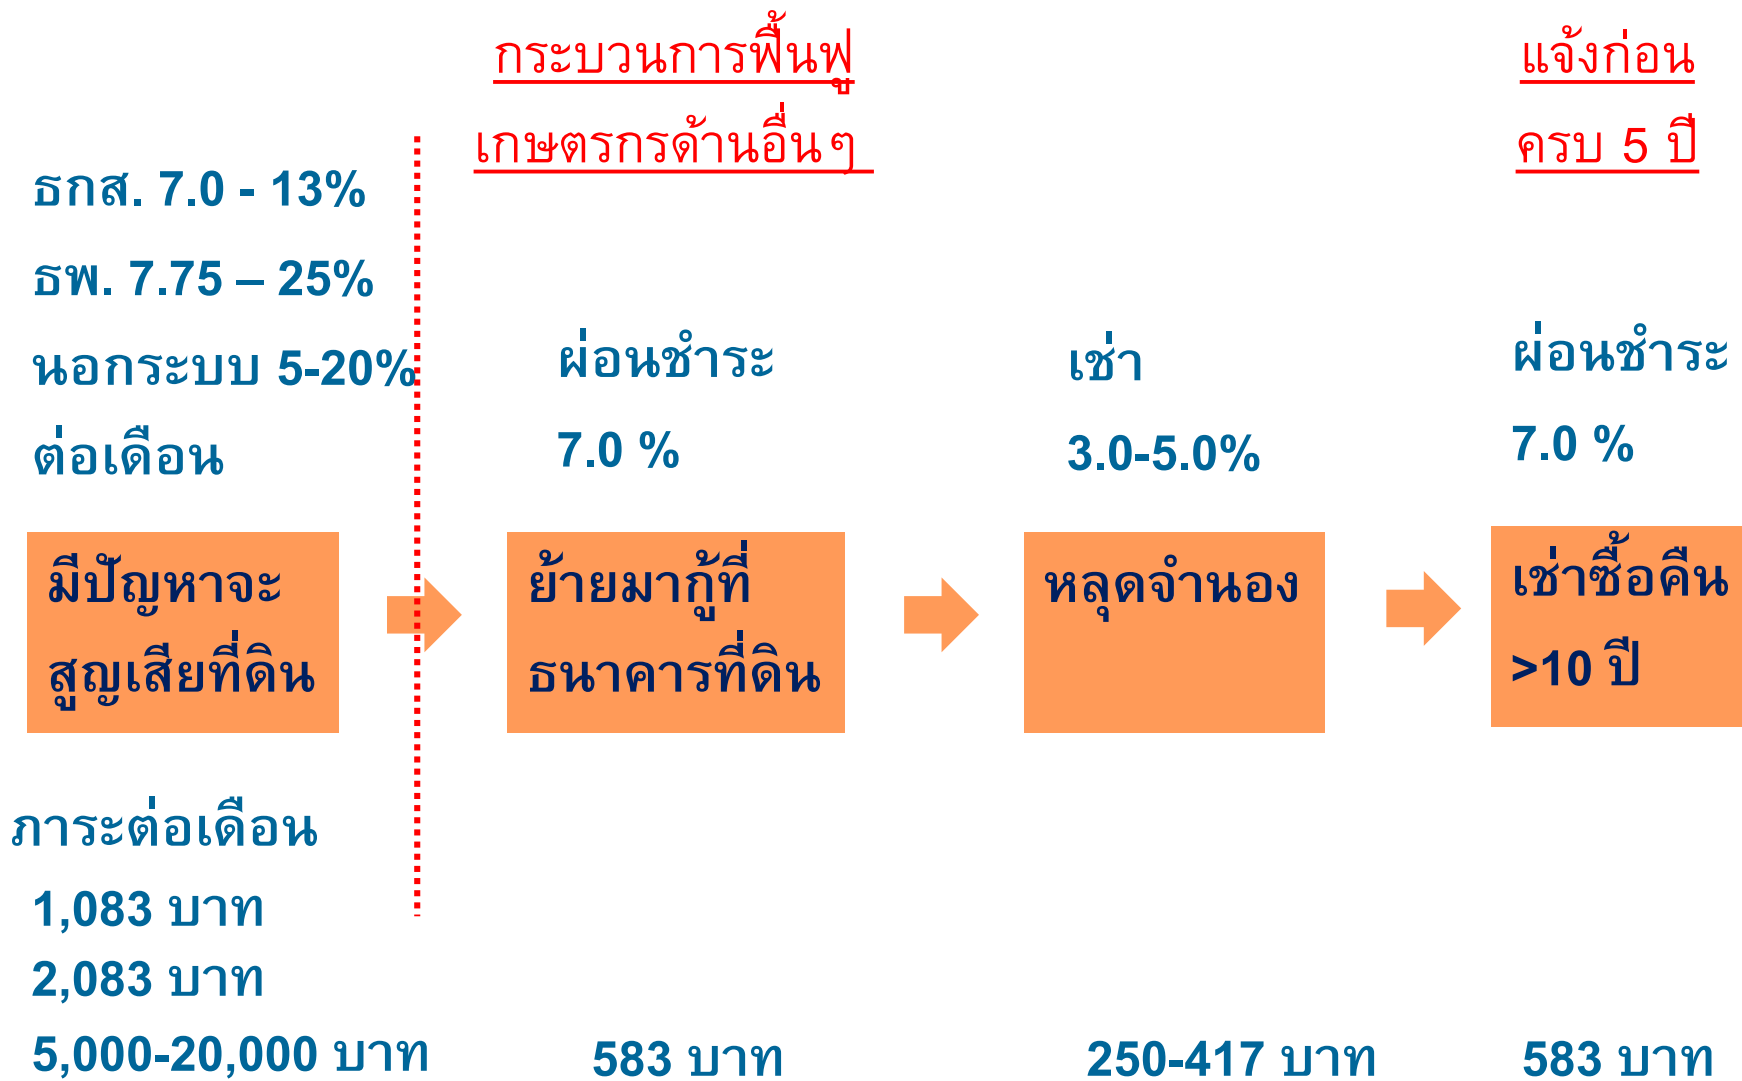 กระบวนการฟื้นฟู
เกษตรกรด้านอื่นๆ
แจ้งก่อน
ครบ 5 ปี
ธกส. 7.0 - 13%
ธพ. 7.75 – 25%
นอกระบบ 5-20%
ต่อเดือน
ผ่อนชำระ
7.0 %
เช่า
3.0-5.0%
ผ่อนชำระ
7.0 %
มีปัญหาจะ
สูญเสียที่ดิน
ย้ายมากู้ที่
ธนาคารที่ดิน
หลุดจำนอง
เช่าซื้อคืน
>10 ปี
ภาระต่อเดือน
1,083 บาท
2,083 บาท
5,000-20,000 บาท
583 บาท
250-417 บาท
583 บาท